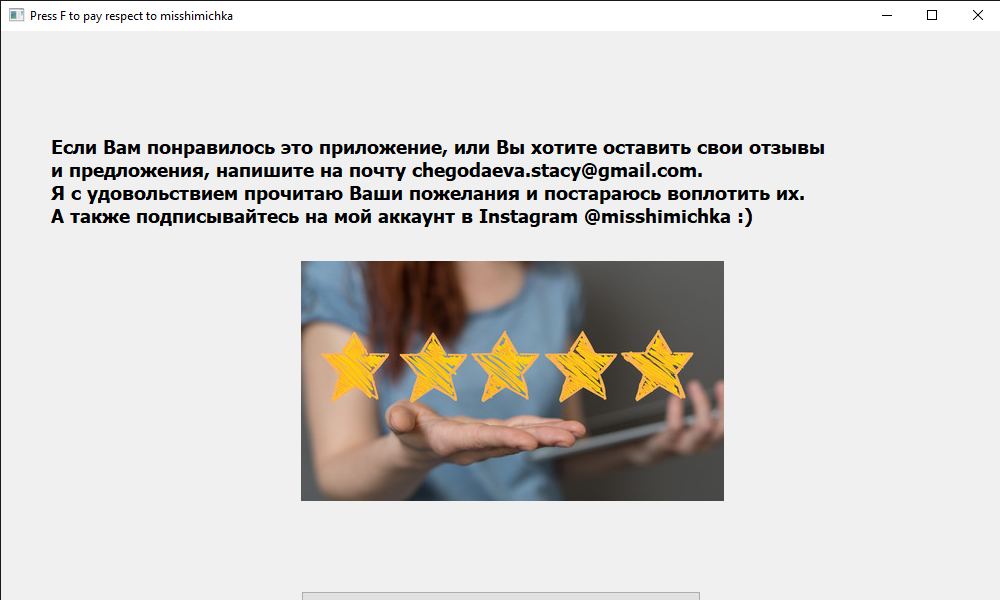 Press F to pay respect to misshimichka
Если Вам понравилось это приложение, или Вы хотите оставить свои отзывы
и предложения, напишите на почту chegodaeva.stacy@gmail.com.
Я с удовольствием прочитаю Ваши пожелания и постараюсь воплотить их.
А также подписывайтесь на мой аккаунт в Instagram @misshimichka :)